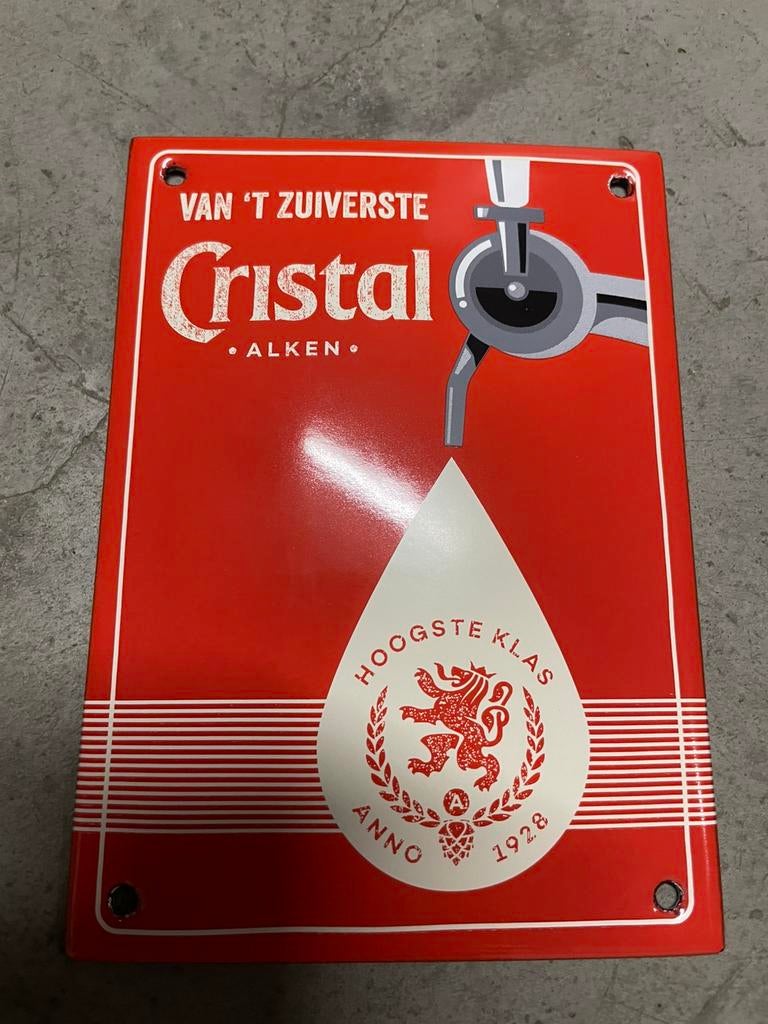 VAN ‘T ZUIVERSTE
Cristal
• ALKEN •
HOOGSTE KLAS
A
ANNO 1928